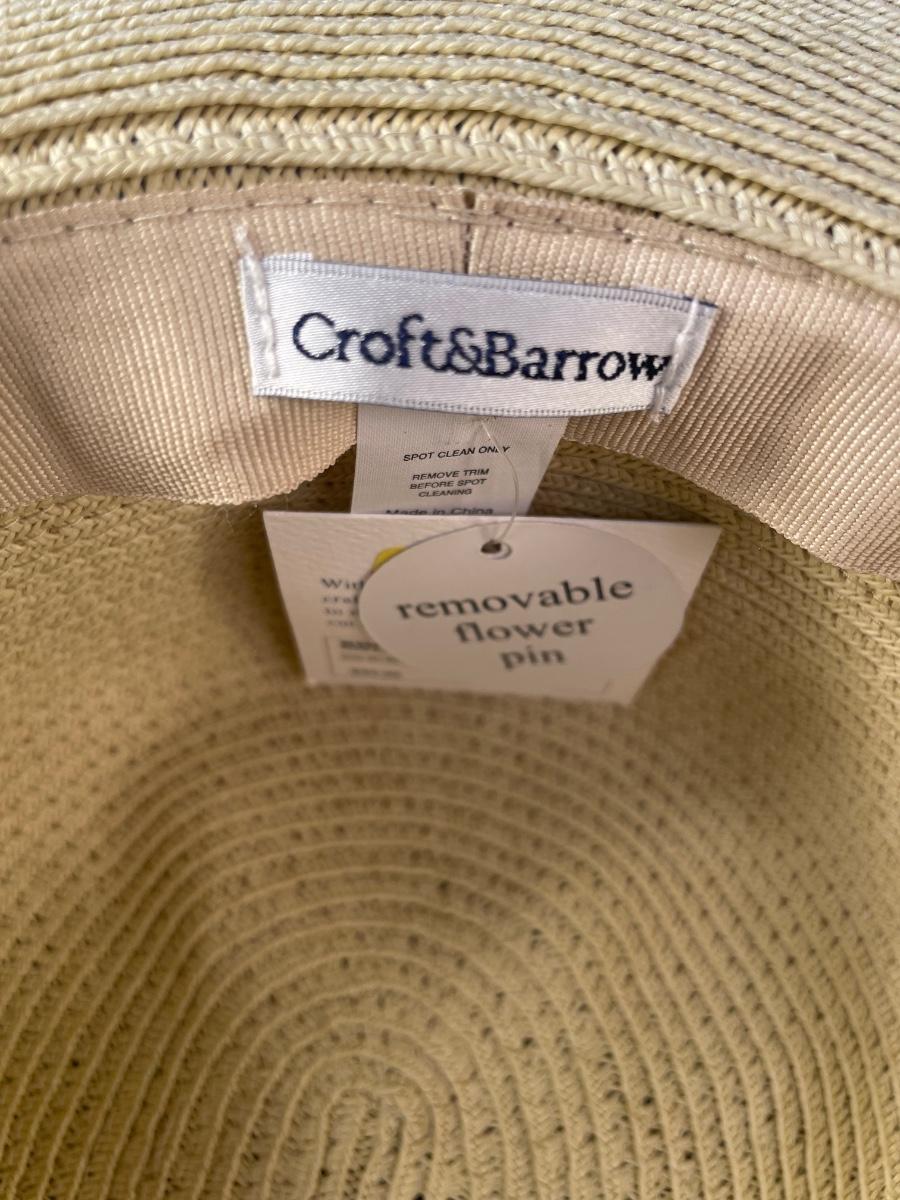 Croft&Barrow
SPOT CLEAN ONLY
REMOVE TRIM
BEFORE SPOT
CLEANING
Made in China
removable
flower
pin